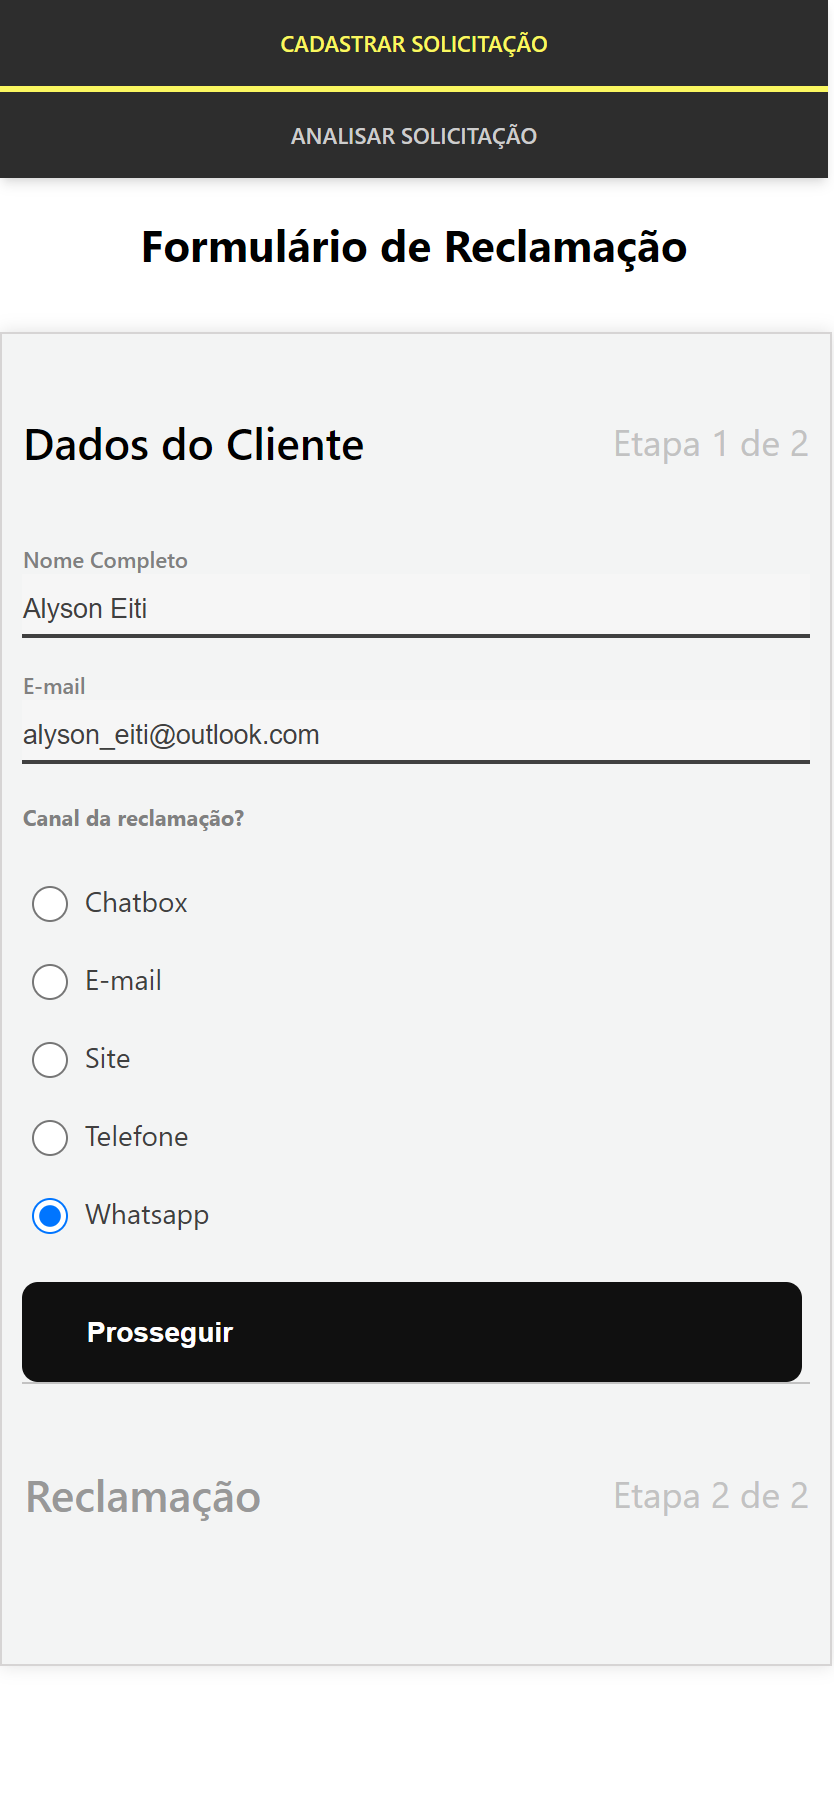 CADASTRAR SOLICITAÇÃO
ANALISAR SOLICITAÇÃO
Formulário de Reclamação
Dados do Cliente Etapa 1 de 2
Nome Completo
Alyson Eiti
E-mail
alyson_eiti@outlook.com
Canal da reclamação?
Chatbox
E-mail
Site
Telefone
Whatsapp
Prosseguir
Reclamação Etapa 2 de 2